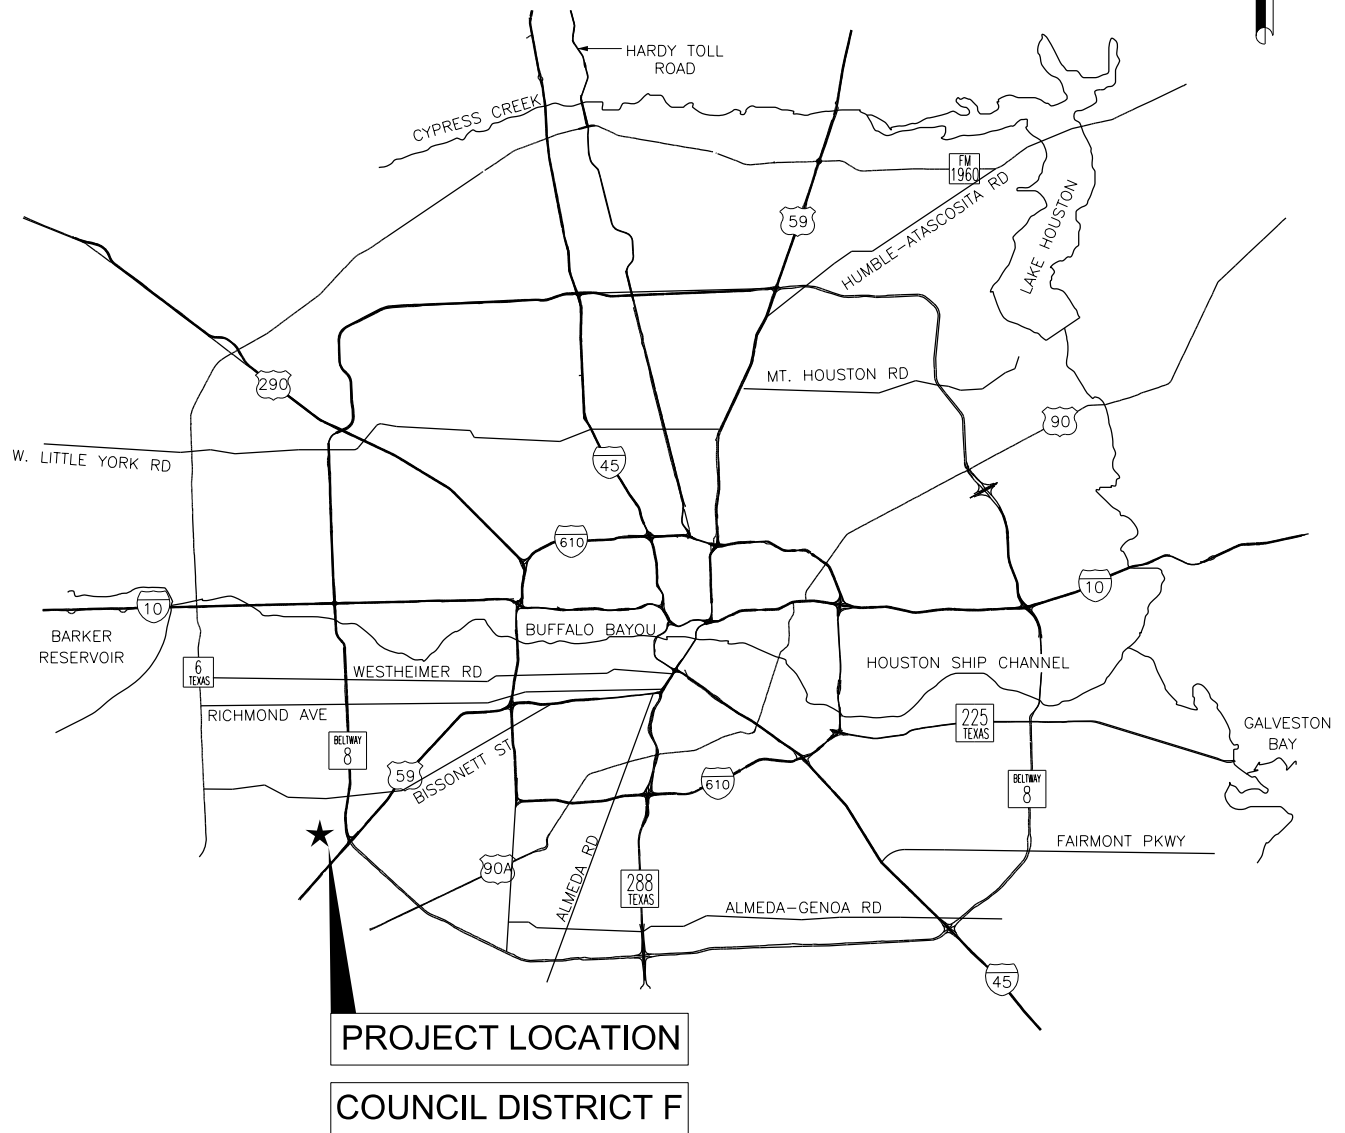 HARDY TOLL
ROAD
CYPRESS CREEK
FM
1960
59
HUMBLE-ATASCOSITA RD
LAKE HOUSTON
290
MT. HOUSTON RD
90
W. LITTLE YORK RD
45
610
10
10
BARKER
RESERVOIR
BUFFALO BAYOU
6
TEXAS
WESTHEIMER RD
HOUSTON SHIP CHANNEL
RICHMOND AVE
225
TEXAS
GALVESTON
BAY
BELTWAY
8
59
BISSONETT ST
610
BELTWAY
8
FAIRMONT PKWY
90A
ALMEDA RD
288
TEXAS
ALMEDA-GENOA RD
45
PROJECT LOCATION
COUNCIL DISTRICT F